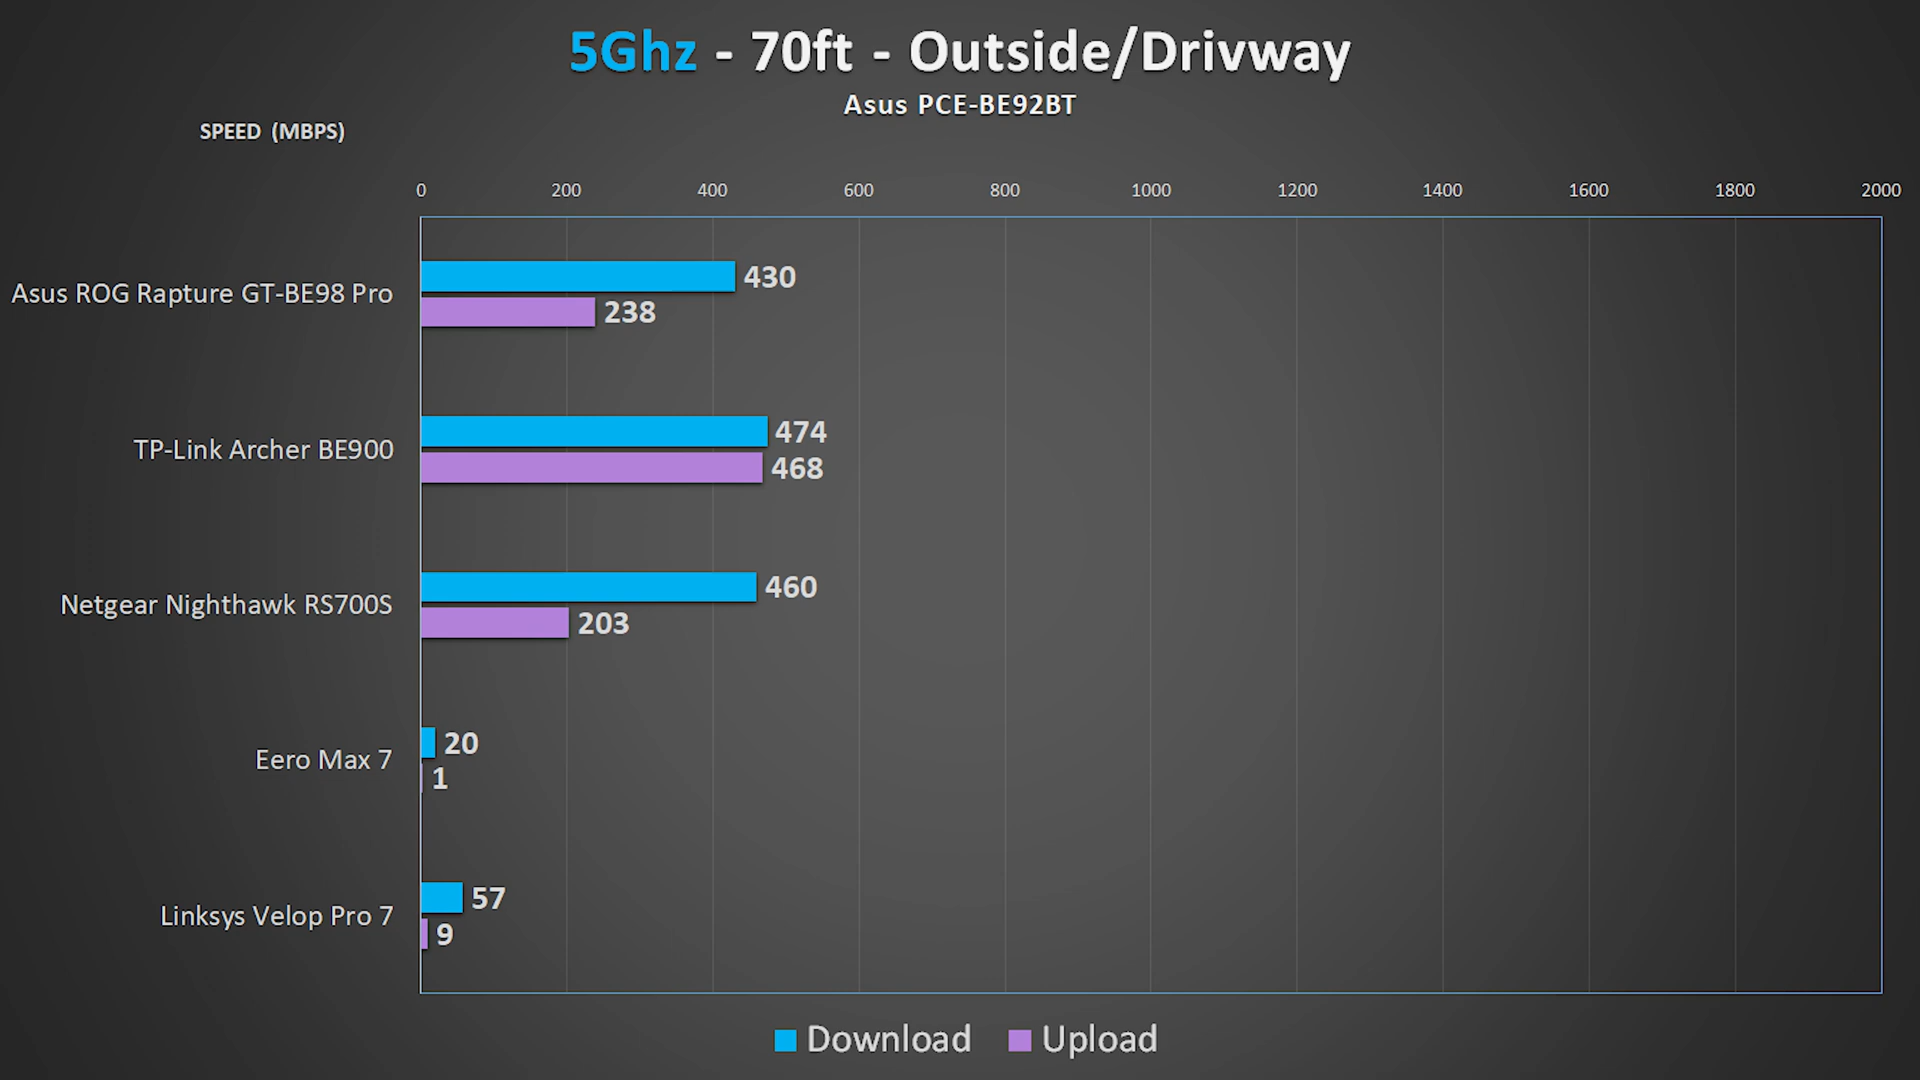 5Ghz - 70ft - Outside/Drivway
Asus PCE-BE92BT
SPEED (MBPS)
0 200 400 600 800 1000 1200 1400 1600 1800 2000
Asus ROG Rapture GT-BE98 Pro
430
238
TP-Link Archer BE900
474
468
Netgear Nighthawk RS700S
460
203
Eero Max 7
20
1
Linksys Velop Pro 7
57
9
Download Upload